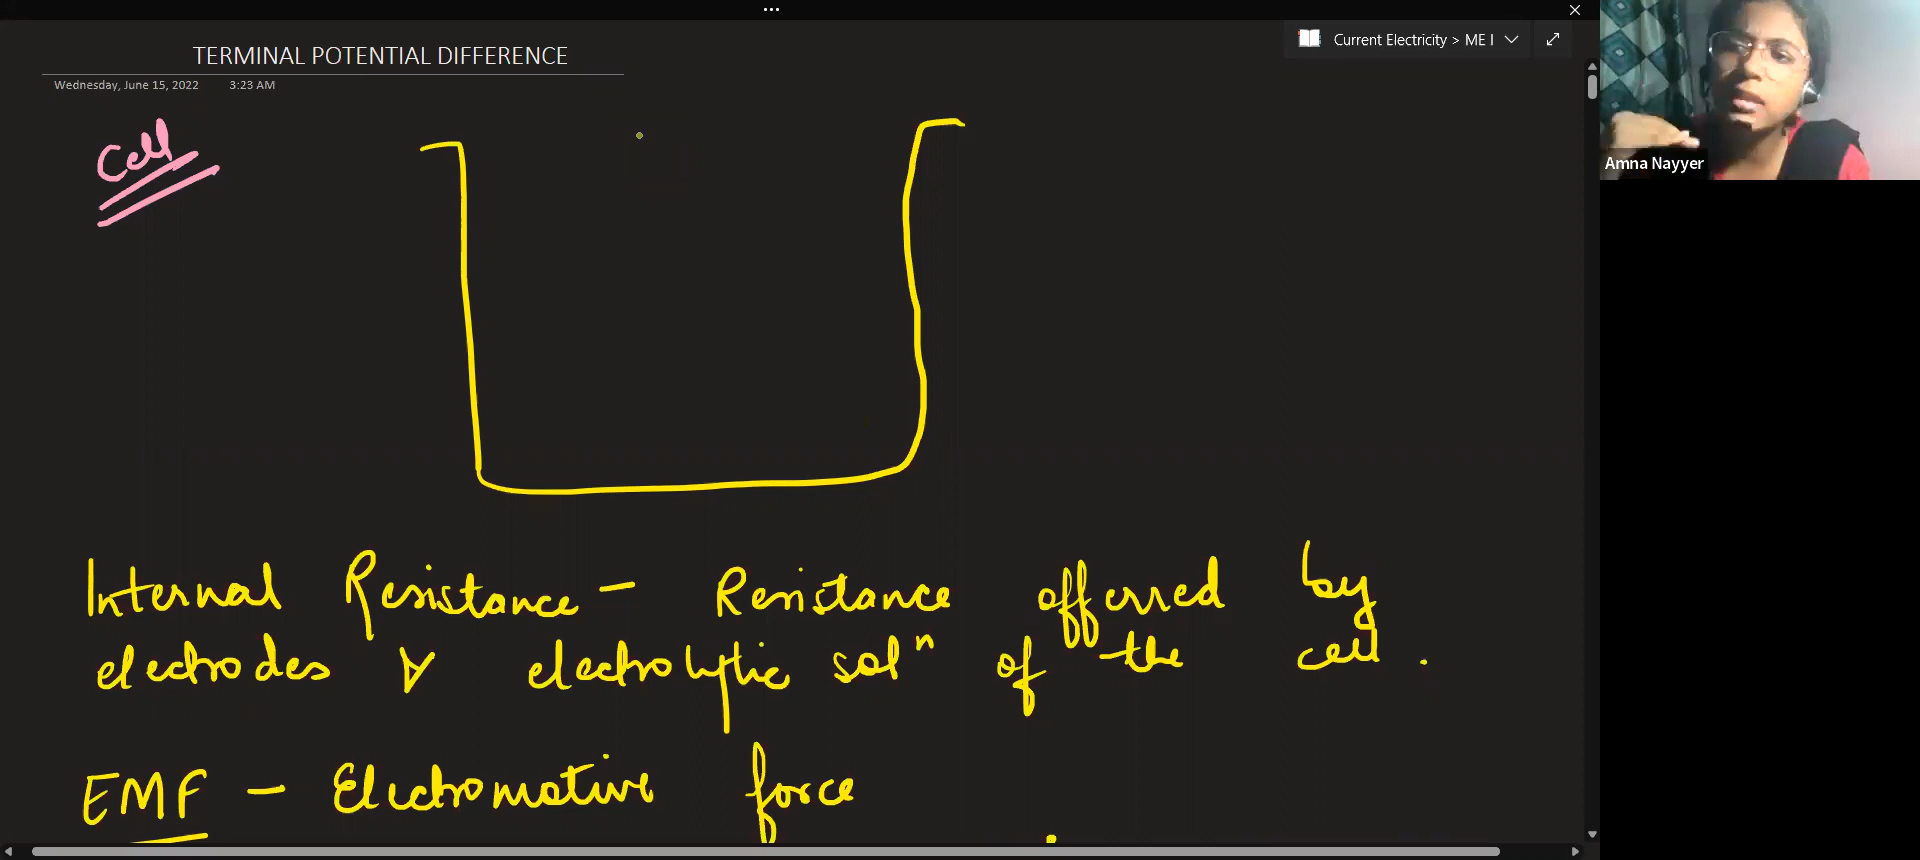 TERMINAL POTENTIAL DIFFERENCE
Wednesday, June 15, 2022 3:23 AM
Current Electricity > ME I
Amna Nayyer
Cell
Internal Resistance – Resistance offerred by
electrodes & electrolytic solⁿ of the cell.
EMF – Electromotive force